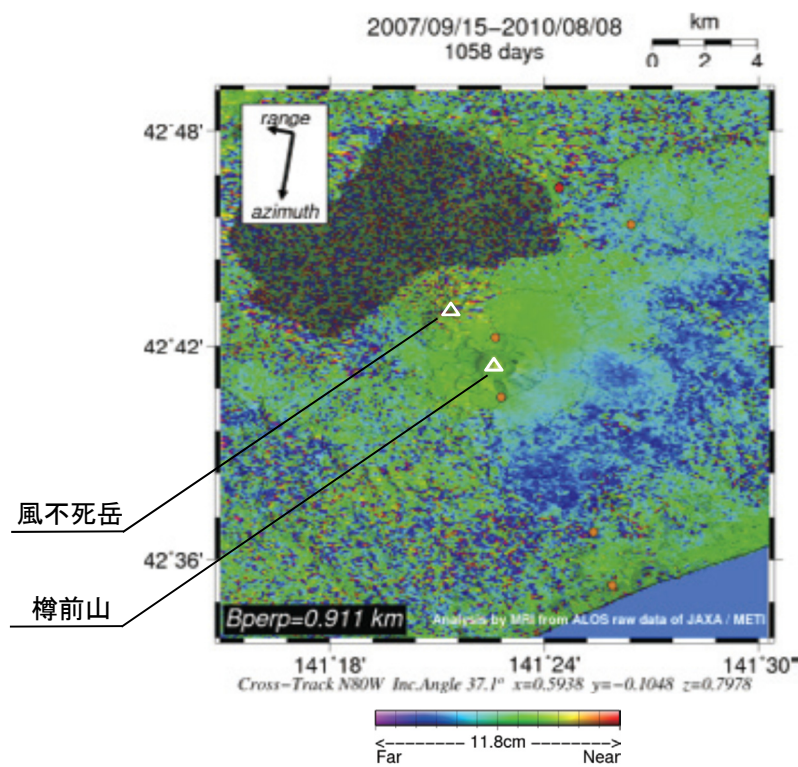 2007/09/15−2010/08/08
1058 days
km
0 2 4
range
azimuth
42˚48'
42˚42'
42˚36'
風不死岳
樽前山
Bperp=0.911 km
Analysis by MRI from ALOS raw data of JAXA / METI
141˚18' 141˚24' 141˚30'
Cross−Track N80W Inc.Angle 37.1° x=0.5938 y=−0.1048 z=0.7978
<−−−−−−−− 11.8cm −−−−−−−−>
Far Near